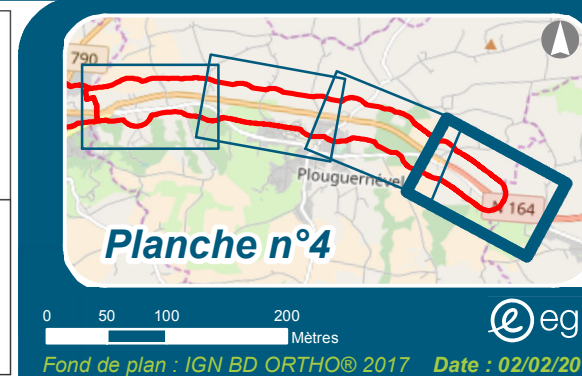 790
Plouguernével
N 164
Planche n°4
0 50 100 200
Mètres
eg
Fond de plan : IGN BD ORTHO® 2017 Date : 02/02/20